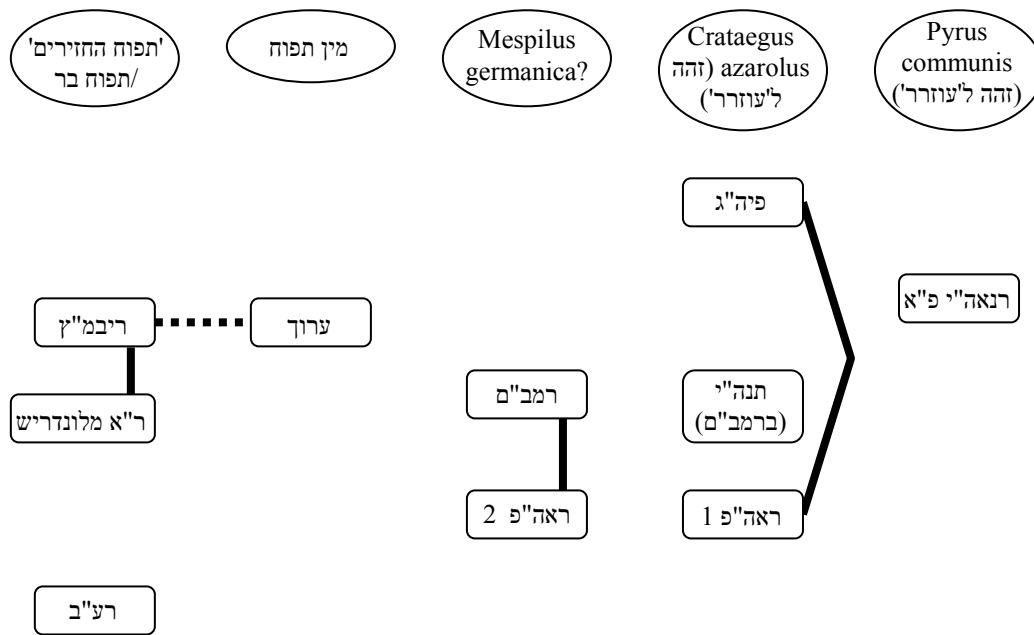 Pyrus
communis
(זהה ל'עוזרר')
Crataegus
azarolus (זהה
ל'עוזרר')
Mespilus
germanica?
מין תפוח
'תפוח החזירים'
/תפוח בר
פיה"ג
רנאה"י פ"א
ערוך
ריבמ"ץ
תנה"י
(ברמב"ם)
רמב"ם
ר"א מלונדריש
ראה"פ 1
ראה"פ 2
רע"ב